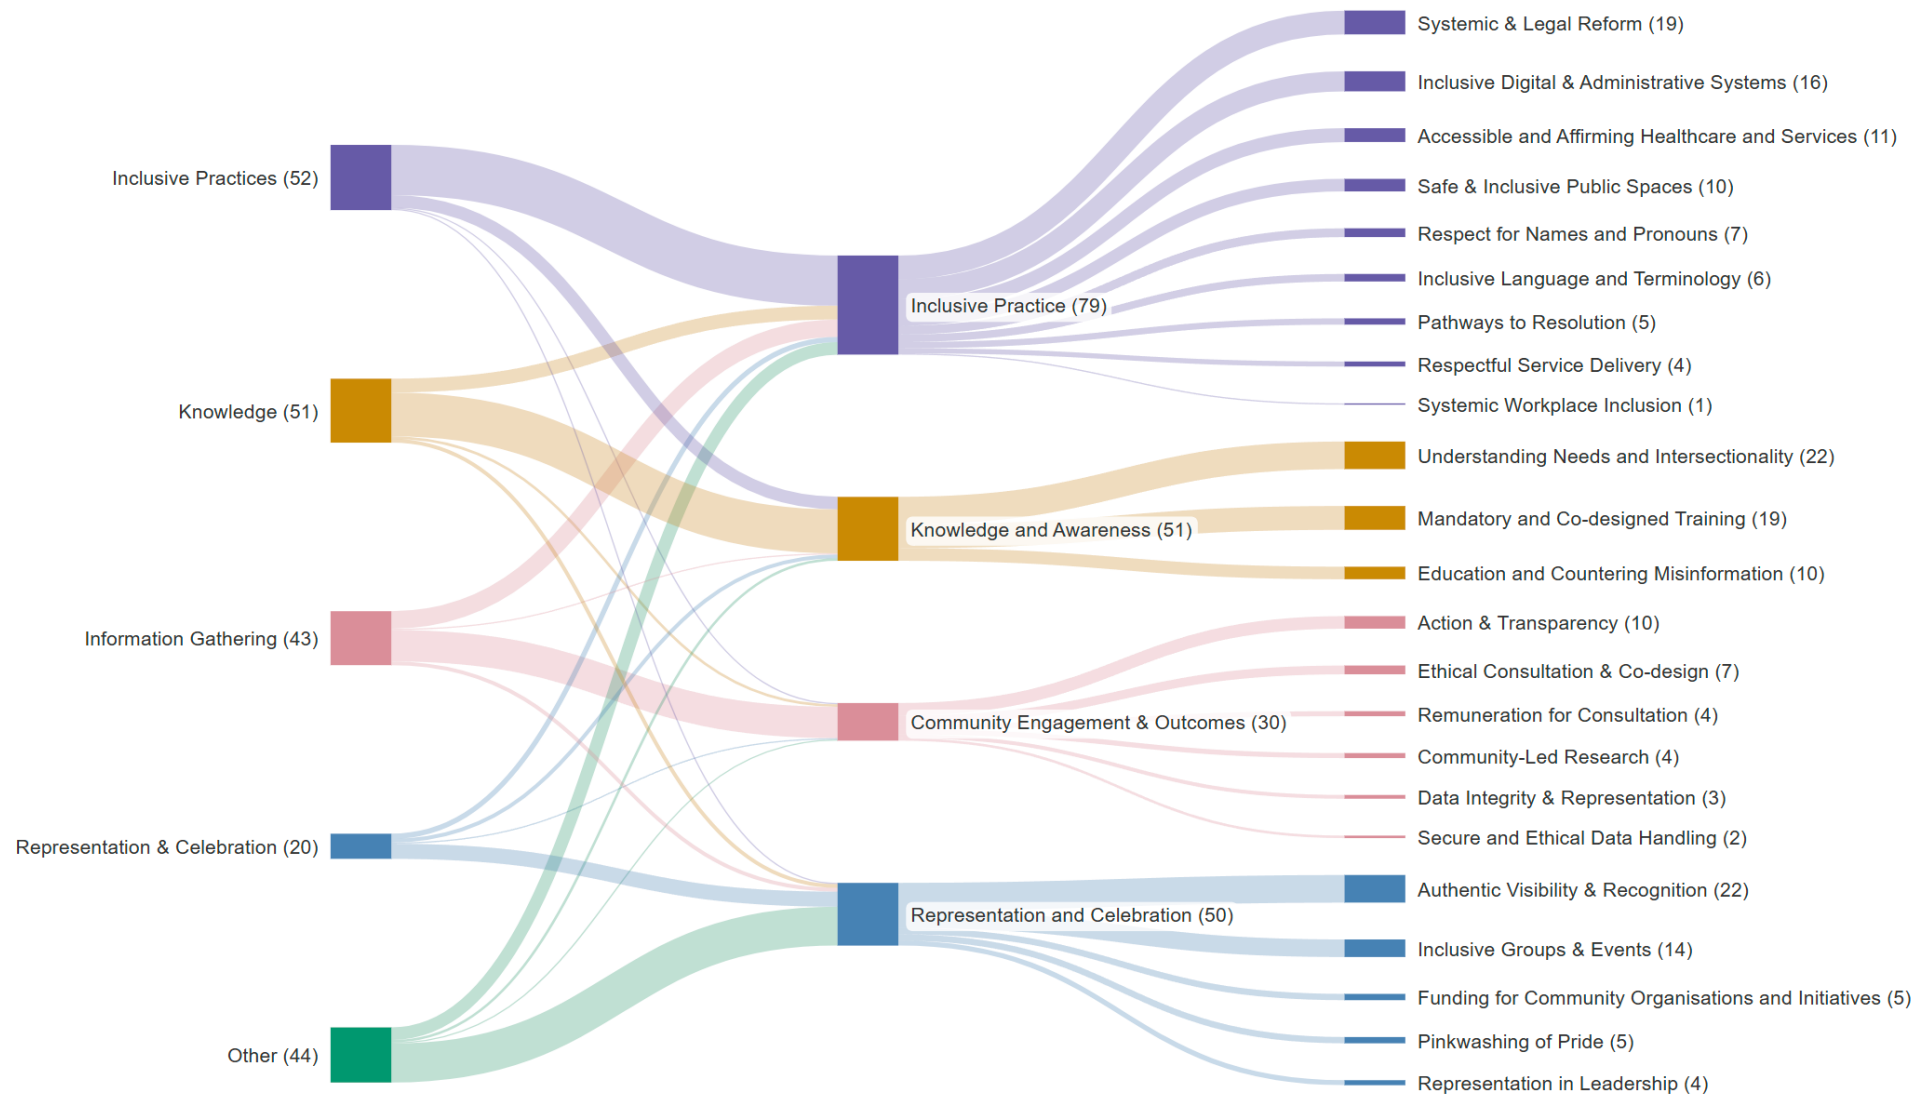 Inclusive Practices (52)
Knowledge (51)
Information Gathering (43)
Representation & Celebration (20)
Other (44)
Inclusive Practice (79)
Knowledge and Awareness (51)
Community Engagement & Outcomes (30)
Representation and Celebration (50)
Systemic & Legal Reform (19)
Inclusive Digital & Administrative Systems (16)
Accessible and Affirming Healthcare and Services (11)
Safe & Inclusive Public Spaces (10)
Respect for Names and Pronouns (7)
Inclusive Language and Terminology (6)
Pathways to Resolution (5)
Respectful Service Delivery (4)
Systemic Workplace Inclusion (1)
Understanding Needs and Intersectionality (22)
Mandatory and Co-designed Training (19)
Education and Countering Misinformation (10)
Action & Transparency (10)
Ethical Consultation & Co-design (7)
Remuneration for Consultation (4)
Community-Led Research (4)
Data Integrity & Representation (3)
Secure and Ethical Data Handling (2)
Authentic Visibility & Recognition (22)
Inclusive Groups & Events (14)
Funding for Community Organisations and Initiatives (5)
Pinkwashing of Pride (5)
Representation in Leadership (4)